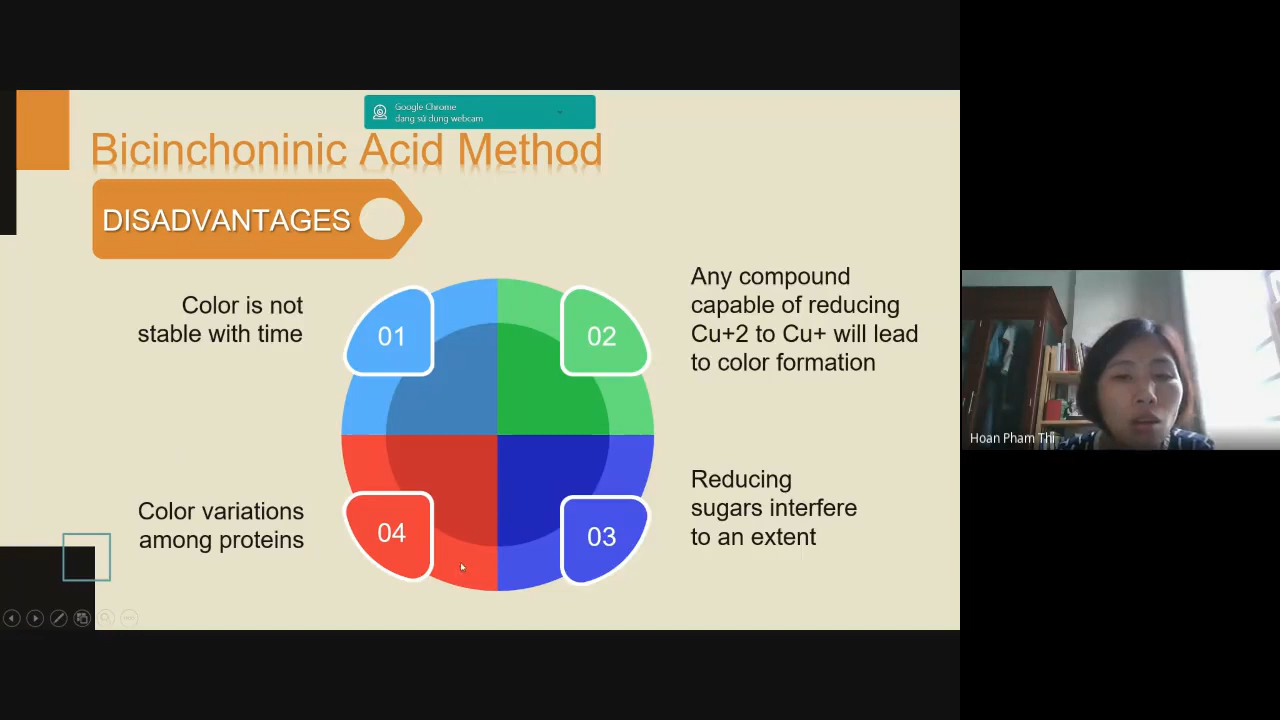 Google Chrome
đang sử dụng webcam
Bicinchoninic Acid Method
DISADVANTAGES
Color is not
stable with time
01
02
Any compound
capable of reducing
Cu+2 to Cu+ will lead
to color formation
Color variations
among proteins
04
03
Reducing
sugars interfere
to an extent
Hoan Pham Thi